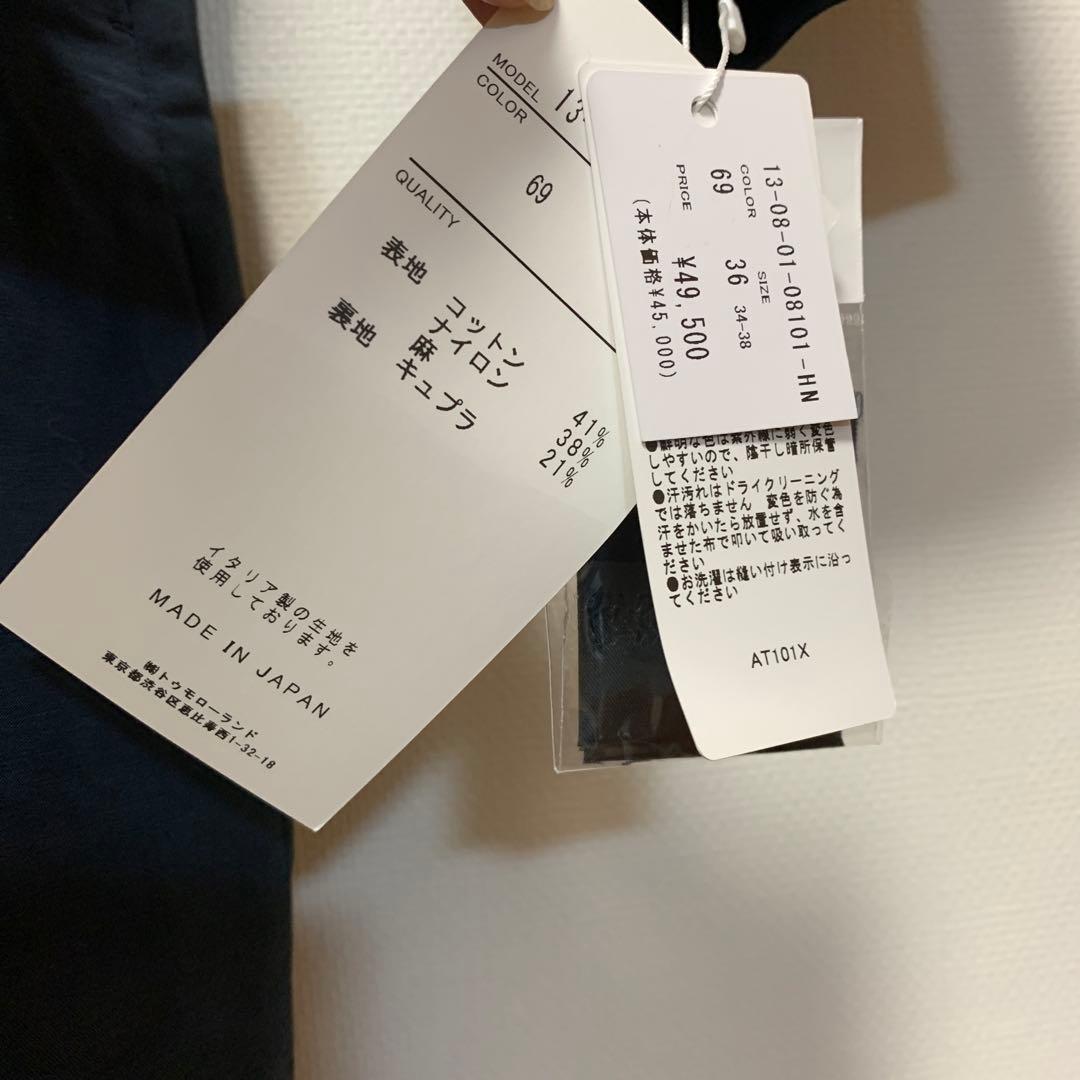 MODEL 13
COLOR
69
QUALITY
表地 コットン 41%
ナイロン 38%
麻 21%
裏地 キュプラ
イタリア製の生地を
使用しております。
MADE IN JAPAN
㈱トゥモローランド
東京都渋谷区恵比寿西1-32-18
13-08-01-08101-HN
COLOR SIZE
69 36 34-38
PRICE ¥49,500
(本体価格¥45,000)
●鮮明な色は紫外線に弱く変色
しやすいので、陰干し暗所保管
してください
●汗汚れはドライクリーニング
では落ちません 変色を防ぐ為
汗をかいたら放置せず、水を含
ませた布で叩いて吸い取ってく
ださい
●お洗濯は縫い付け表示に沿っ
てください
AT101X